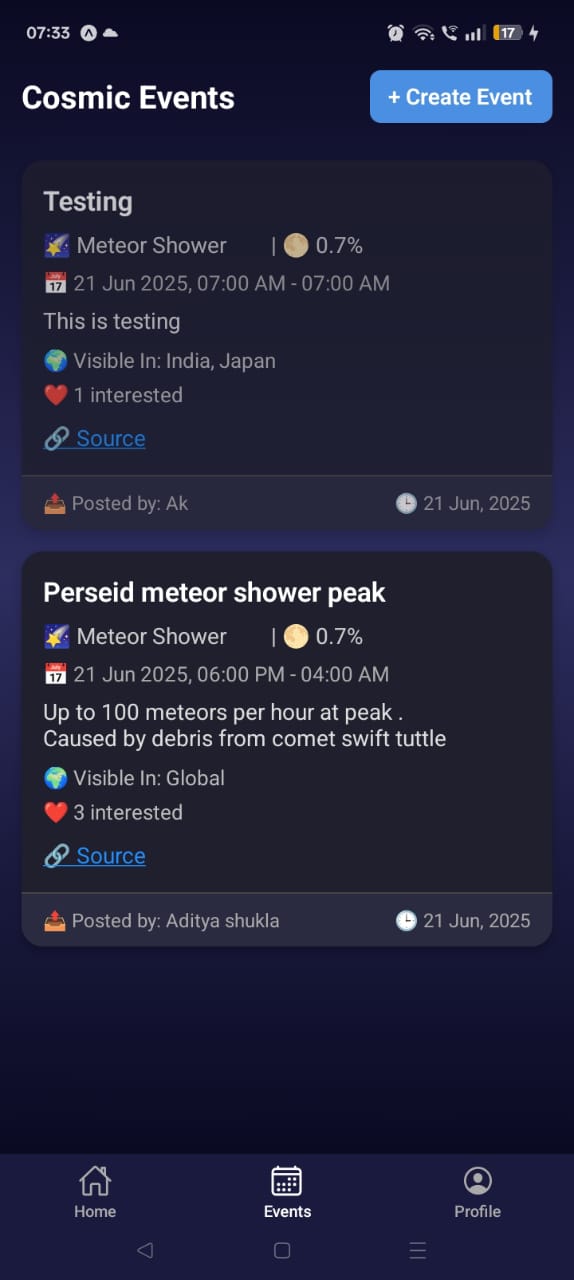 07:33
17
Cosmic Events
+ Create Event
Testing
🌠 Meteor Shower | 🌕 0.7%
📅 21 Jun 2025, 07:00 AM - 07:00 AM
This is testing
🌍 Visible In: India, Japan
❤️ 1 interested
🔗 Source
📤 Posted by: Ak
🕒 21 Jun, 2025
Perseid meteor shower peak
🌠 Meteor Shower | 🌕 0.7%
📅 21 Jun 2025, 06:00 PM - 04:00 AM
Up to 100 meteors per hour at peak .
Caused by debris from comet swift tuttle
🌍 Visible In: Global
❤️ 3 interested
🔗 Source
📤 Posted by: Aditya shukla
🕒 21 Jun, 2025
Home
Events
Profile